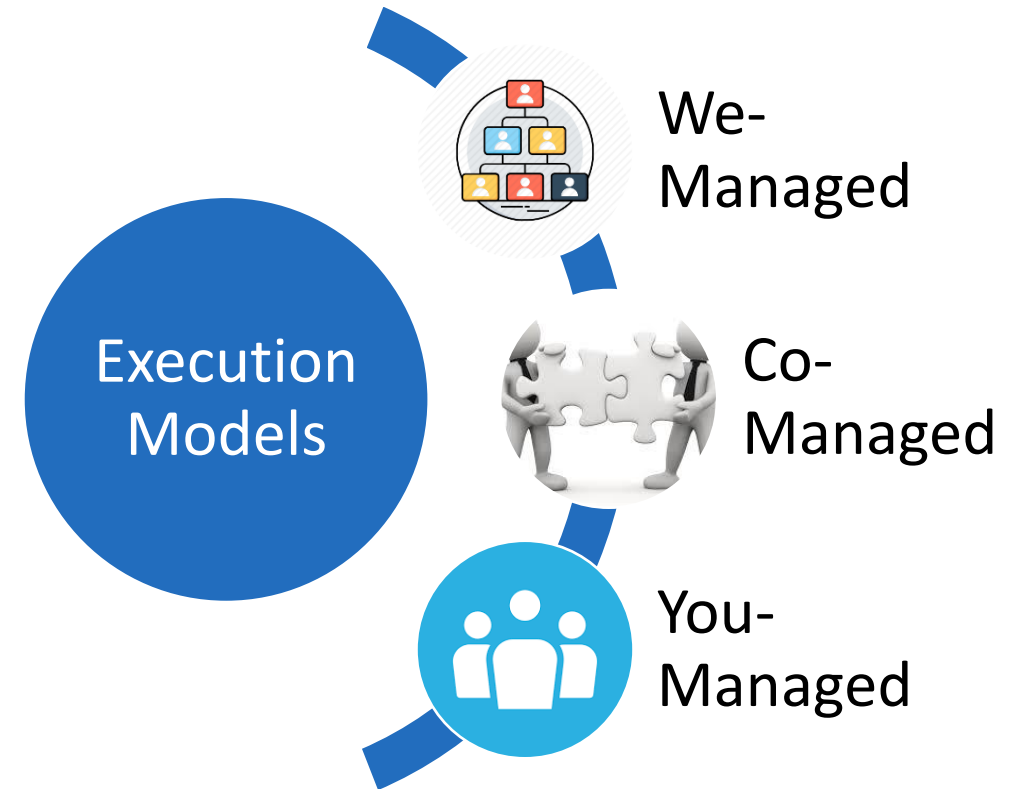 Execution
Models
We-
Managed
Co-
Managed
You-
Managed